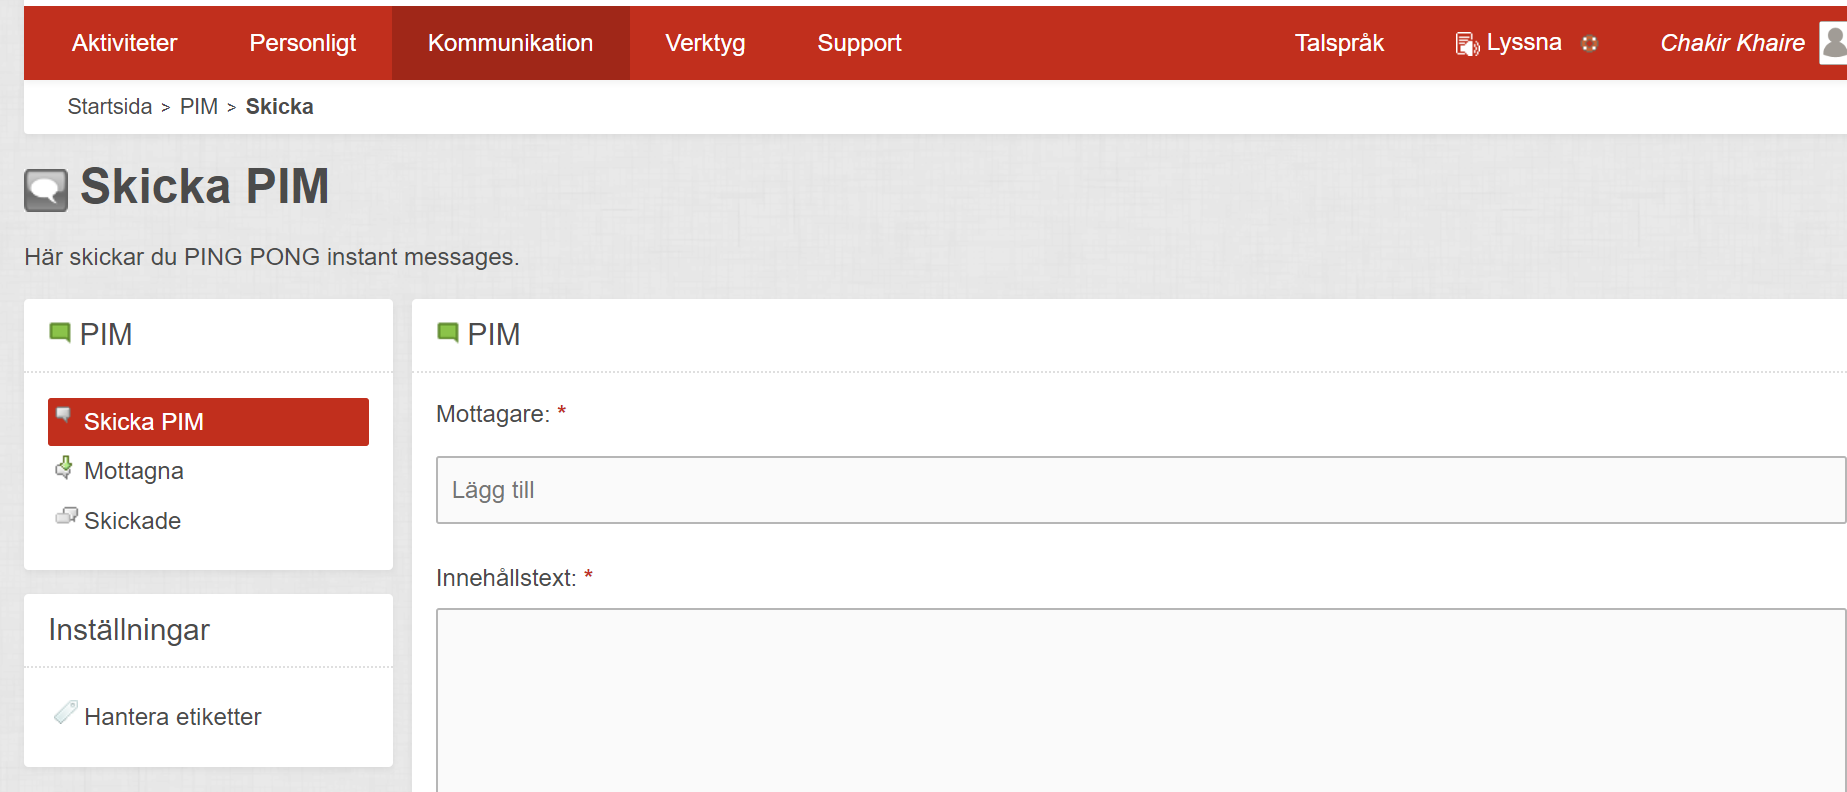 Aktiviteter Personligt Kommunikation Verktyg Support Talspråk Lyssna Chakir Khaire
Startsida > PIM > Skicka
Skicka PIM
Här skickar du PING PONG instant messages.
PIM
Skicka PIM
Mottagna
Skickade
Inställningar
Hantera etiketter
PIM
Mottagare: *
Lägg till
Innehållstext: *